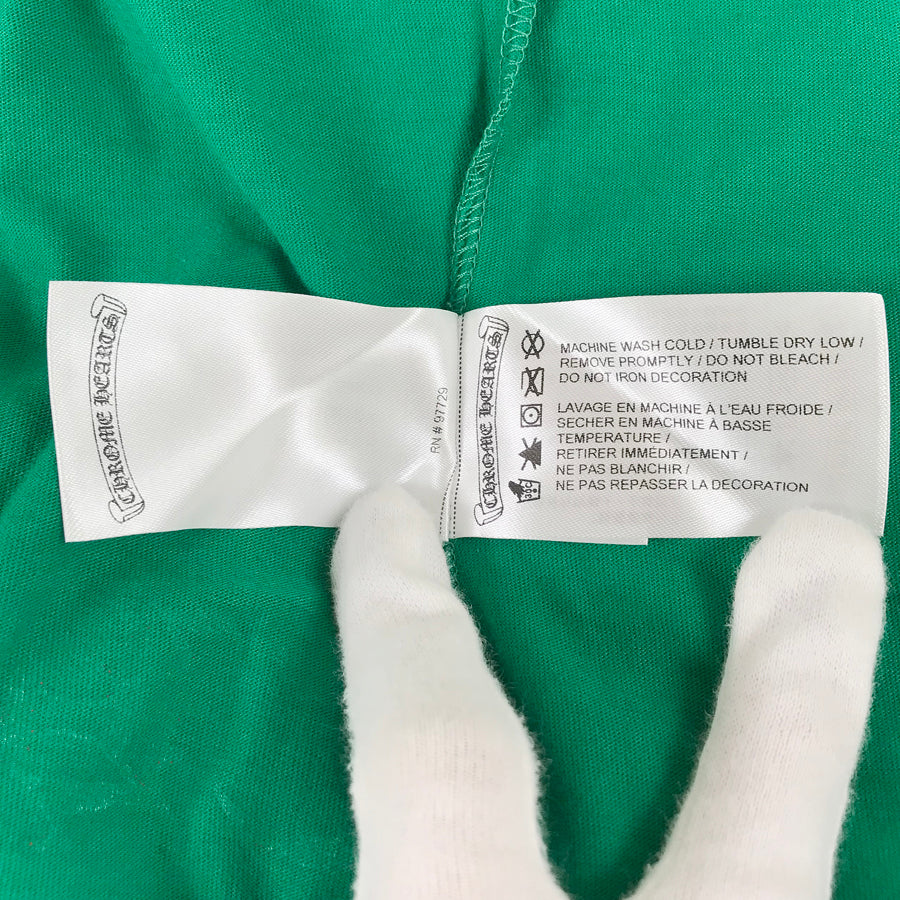 CHROME HEARTS
RN # 97729
CHROME HEARTS
MACHINE WASH COLD / TUMBLE DRY LOW /
REMOVE PROMPTLY / DO NOT BLEACH /
DO NOT IRON DECORATION
LAVAGE EN MACHINE À L'EAU FROIDE /
SECHER EN MACHINE À BASSE
TEMPERATURE /
RETIRER IMMÉDIATEMENT /
NE PAS BLANCHIR /
NE PAS REPASSER LA DECORATION
30C